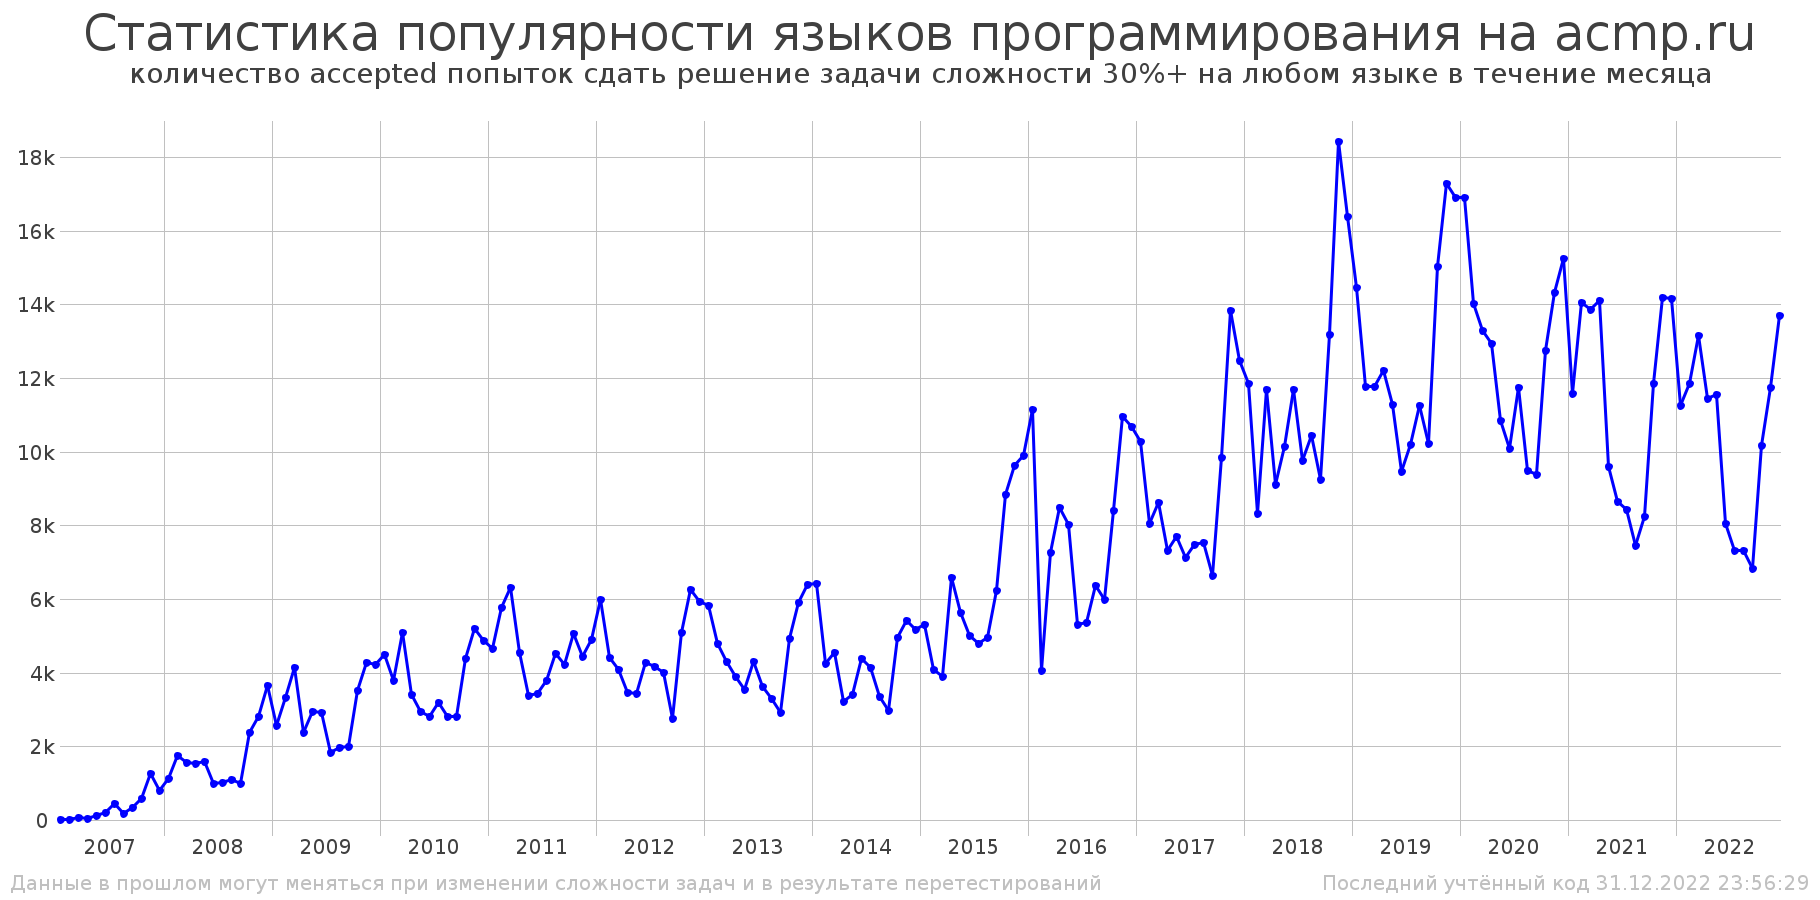 Статистика популярности языков программирования на acmp.ru
количество accepted попыток сдать решение задачи сложности 30%+ на любом языке в течение месяца
18k
16k
14k
12k
10k
8k
6k
4k
2k
0
2007 2008 2009 2010 2011 2012 2013 2014 2015 2016 2017 2018 2019 2020 2021 2022
Данные в прошлом могут меняться при изменении сложности задач и в результате перетестирований
Последний учтённый код 31.12.2022 23:56:29